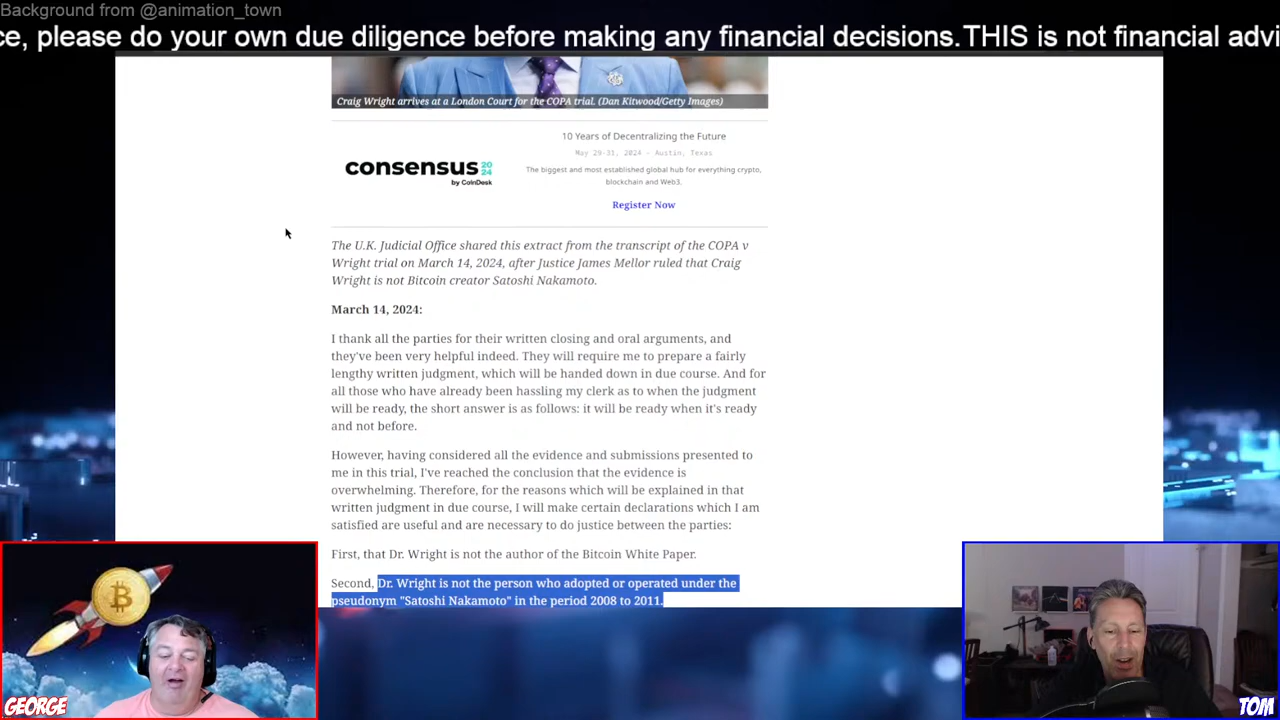 Background from @animation_town
ce, please do your own due diligence before making any financial decisions.THIS is not financial advi
Craig Wright arrives at a London Court for the COPA trial. (Dan Kitwood/Getty Images)
10 Years of Decentralizing the Future
May 29-31, 2024 - Austin, Texas
consensus 2024
by CoinDesk
The biggest and most established global hub for everything crypto,
blockchain and Web3.
Register Now
The U.K. Judicial Office shared this extract from the transcript of the COPA v
Wright trial on March 14, 2024, after Justice James Mellor ruled that Craig
Wright is not Bitcoin creator Satoshi Nakamoto.
March 14, 2024:
I thank all the parties for their written closing and oral arguments, and
they've been very helpful indeed. They will require me to prepare a fairly
lengthy written judgment, which will be handed down in due course. And for
all those who have already been hassling my clerk as to when the judgment
will be ready, the short answer is as follows: it will be ready when it's ready
and not before.
However, having considered all the evidence and submissions presented to
me in this trial, I've reached the conclusion that the evidence is
overwhelming. Therefore, for the reasons which will be explained in that
written judgment in due course, I will make certain declarations which I am
satisfied are useful and are necessary to do justice between the parties:
First, that Dr. Wright is not the author of the Bitcoin White Paper.
Second, Dr. Wright is not the person who adopted or operated under the
pseudonym "Satoshi Nakamoto" in the period 2008 to 2011.
GEORGE
TOM